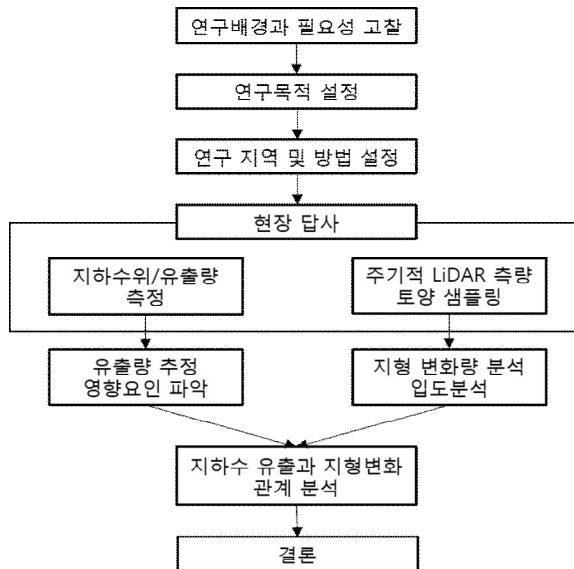 연구배경과 필요성 고찰
연구목적 설정
연구 지역 및 방법 설정
현장 답사
지하수위/유출량
측정
주기적 LiDAR 측량
토양 샘플링
유출량 추정
영향요인 파악
지형 변화량 분석
입도분석
지하수 유출과 지형변화
관계 분석
결론